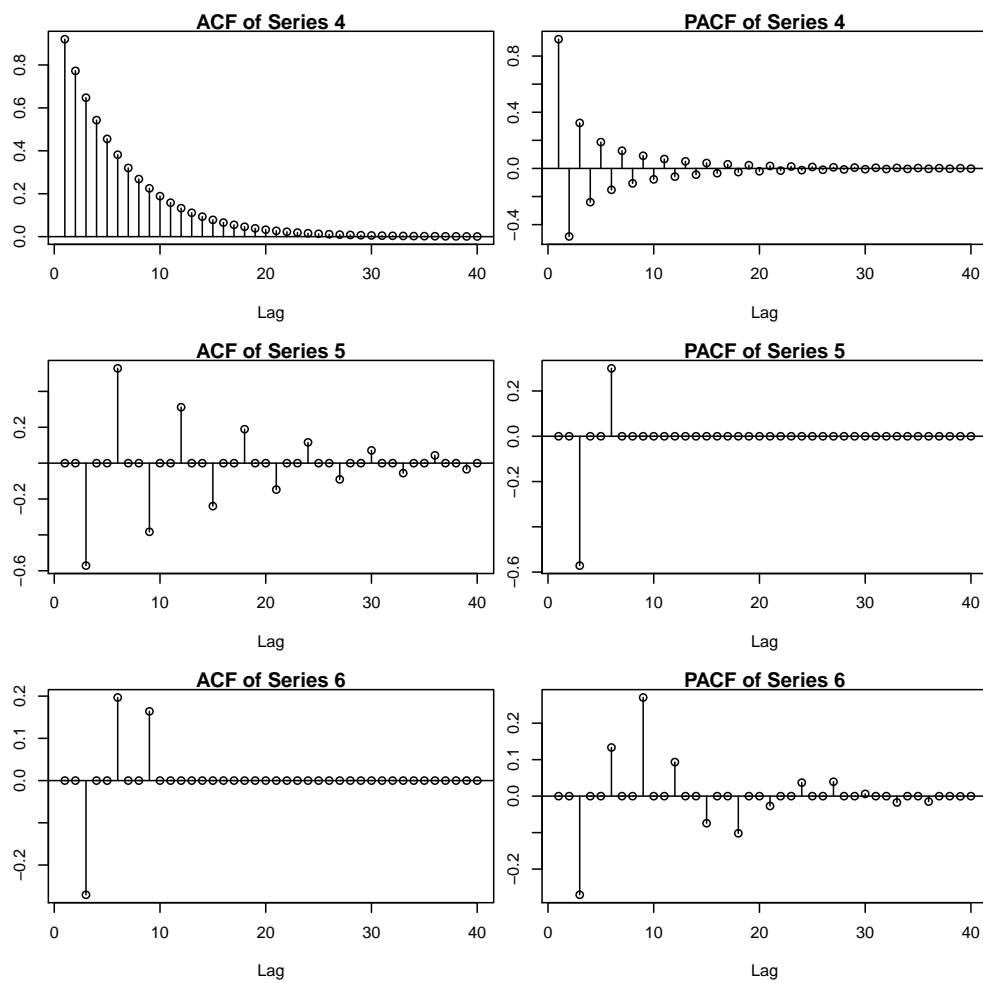 ACF of Series 4
0.0 0.2 0.4 0.6 0.8
0 10 20 30 40
Lag
PACF of Series 4
−0.4 0.0 0.4 0.8
0 10 20 30 40
Lag
ACF of Series 5
−0.6 −0.2 0.2
0 10 20 30 40
Lag
PACF of Series 5
−0.6 −0.2 0.0 0.2
0 10 20 30 40
Lag
ACF of Series 6
−0.2 0.0 0.1 0.2
0 10 20 30 40
Lag
PACF of Series 6
−0.2 0.0 0.1 0.2
0 10 20 30 40
Lag